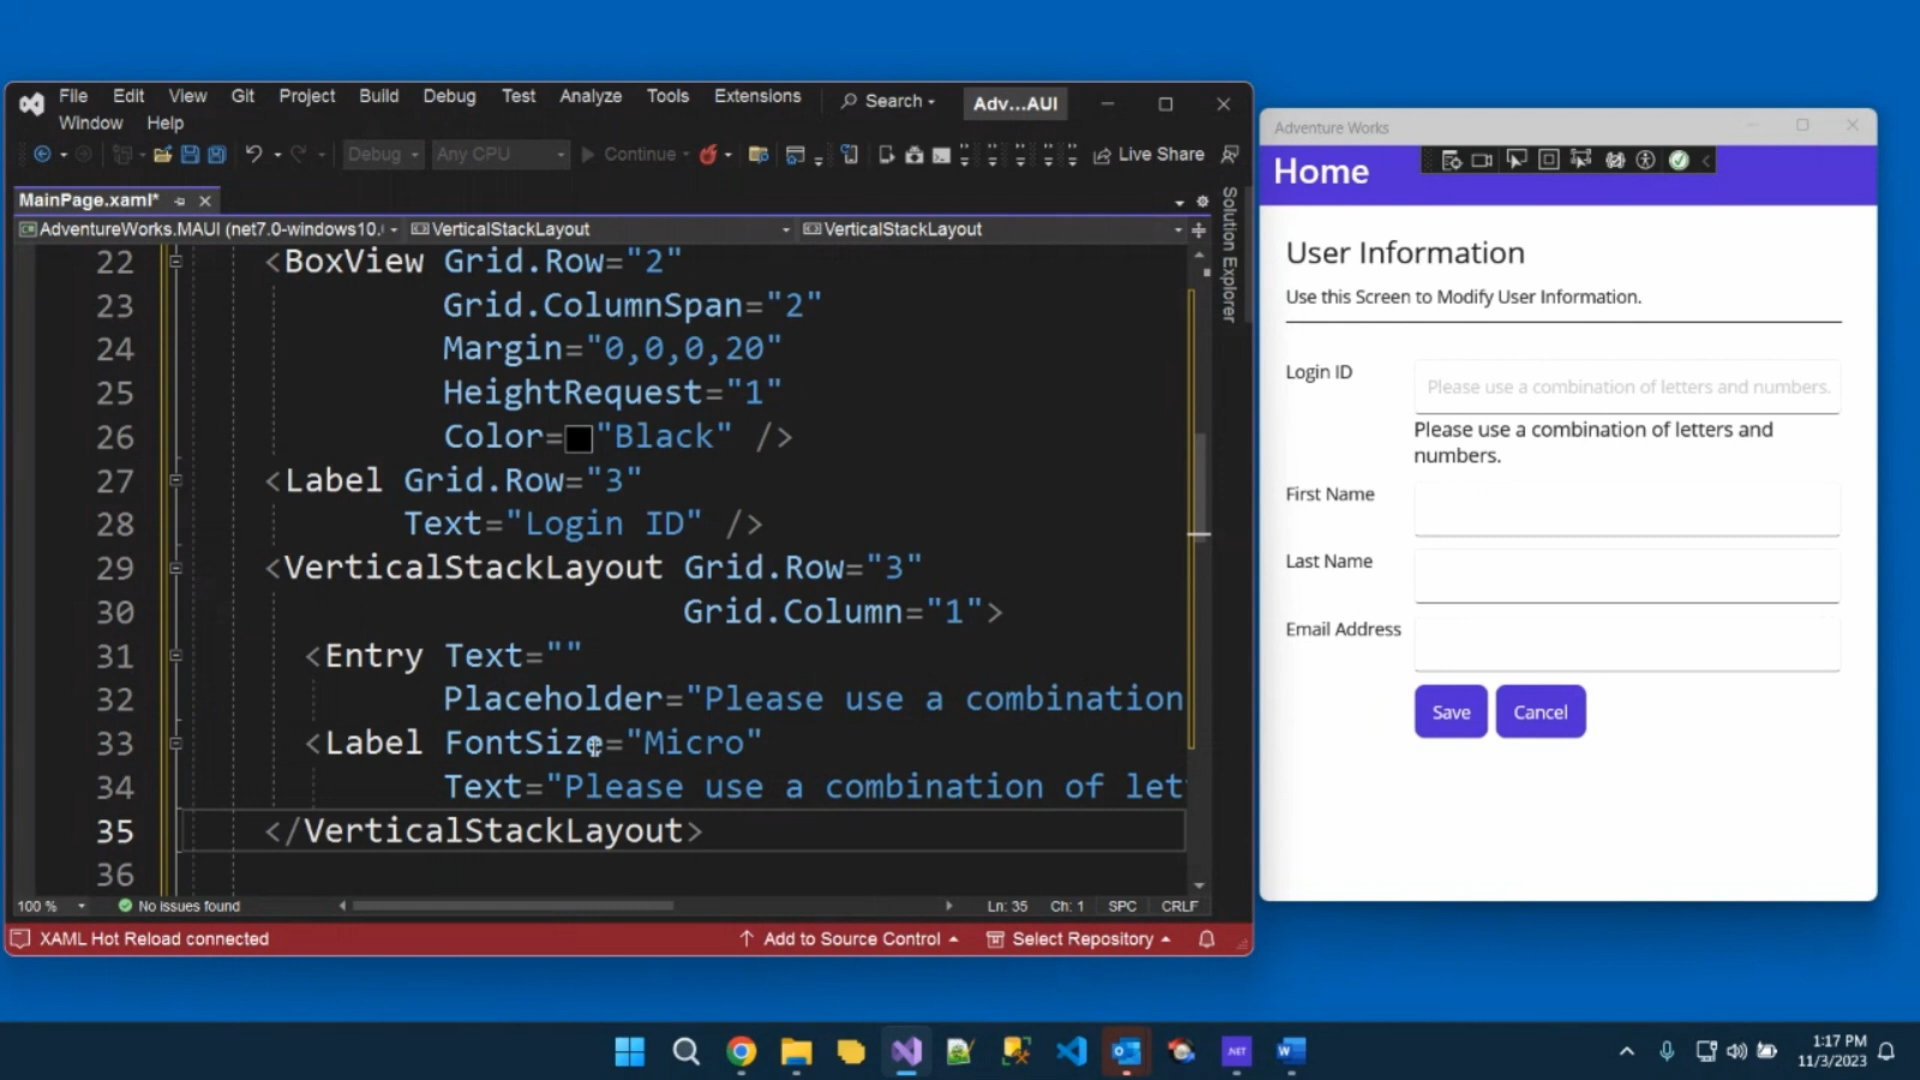 File Edit View Git Project Build Debug Test Analyze Tools Extensions
Search
Adv...AUI
Window Help
Debug Any CPU Continue Live Share
MainPage.xaml*
AdventureWorks.MAUI (net7.0-windows10.( VerticalStackLayout VerticalStackLayout
Solution Explorer
22 <BoxView Grid.Row="2"
23 Grid.ColumnSpan="2"
24 Margin="0,0,0,20"
25 HeightRequest="1"
26 Color="Black" />
27 <Label Grid.Row="3"
28 Text="Login ID" />
29 <VerticalStackLayout Grid.Row="3"
30 Grid.Column="1">
31 <Entry Text=""
32 Placeholder="Please use a combination
33 <Label FontSize="Micro"
34 Text="Please use a combination of let
35 </VerticalStackLayout>
36
100 % No issues found Ln: 35 Ch: 1 SPC CRLF
XAML Hot Reload connected Add to Source Control Select Repository
Adventure Works
Home
User Information
Use this Screen to Modify User Information.
Login ID
Please use a combination of letters and numbers.
Please use a combination of letters and
numbers.
First Name
Last Name
Email Address
Save Cancel
.NET
1:17 PM
11/3/2023